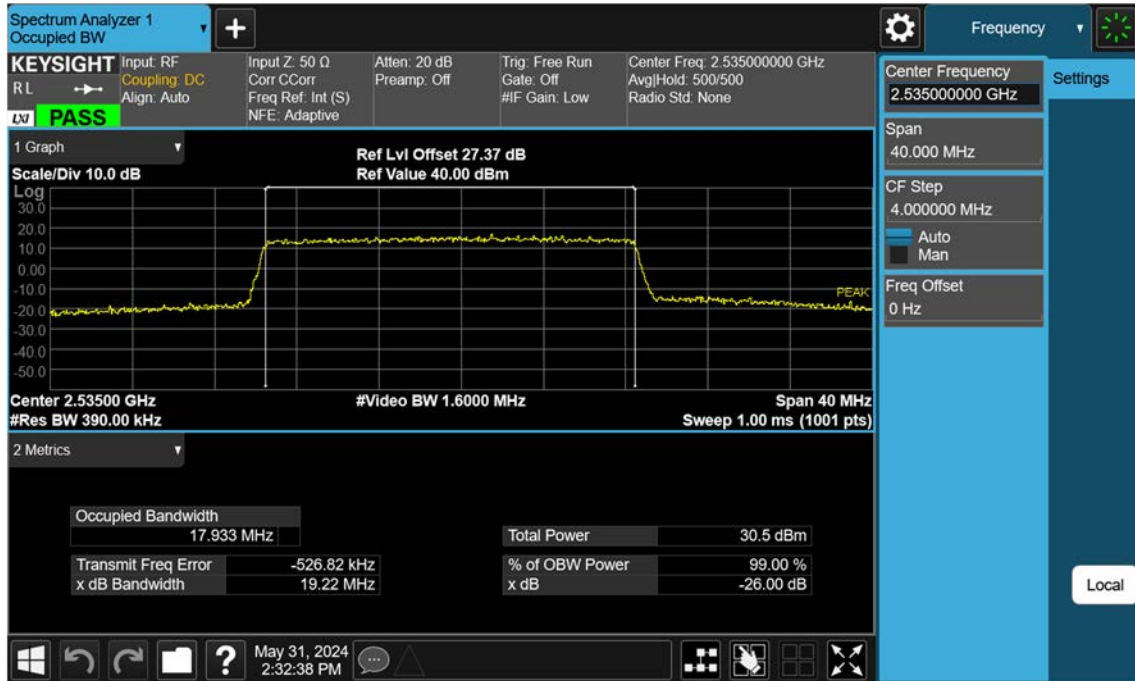 Spectrum Analyzer 1
Occupied BW
Frequency
KEYSIGHT
R L
LXI
PASS
Input: RF
Coupling: DC
Align: Auto
Input Z: 50 Ω
Corr CCorr
Freq Ref: Int (S)
NFE: Adaptive
Atten: 20 dB
Preamp: Off
Trig: Free Run
Gate: Off
#IF Gain: Low
Center Freq: 2.535000000 GHz
Avg|Hold: 500/500
Radio Std: None
Center Frequency
2.535000000 GHz
Settings
Span
40.000 MHz
CF Step
4.000000 MHz
Auto
Man
Freq Offset
0 Hz
Local
1 Graph
Scale/Div 10.0 dB
Ref Lvl Offset 27.37 dB
Ref Value 40.00 dBm
Log
30.0
20.0
10.0
0.00
-10.0
-20.0
-30.0
-40.0
-50.0
PEAK
Center 2.53500 GHz
#Video BW 1.6000 MHz
Span 40 MHz
#Res BW 390.00 kHz
Sweep 1.00 ms (1001 pts)
2 Metrics
Occupied Bandwidth
17.933 MHz
Total Power 30.5 dBm
Transmit Freq Error -526.82 kHz
% of OBW Power 99.00 %
x dB Bandwidth 19.22 MHz
x dB -26.00 dB
?
May 31, 2024
2:32:38 PM